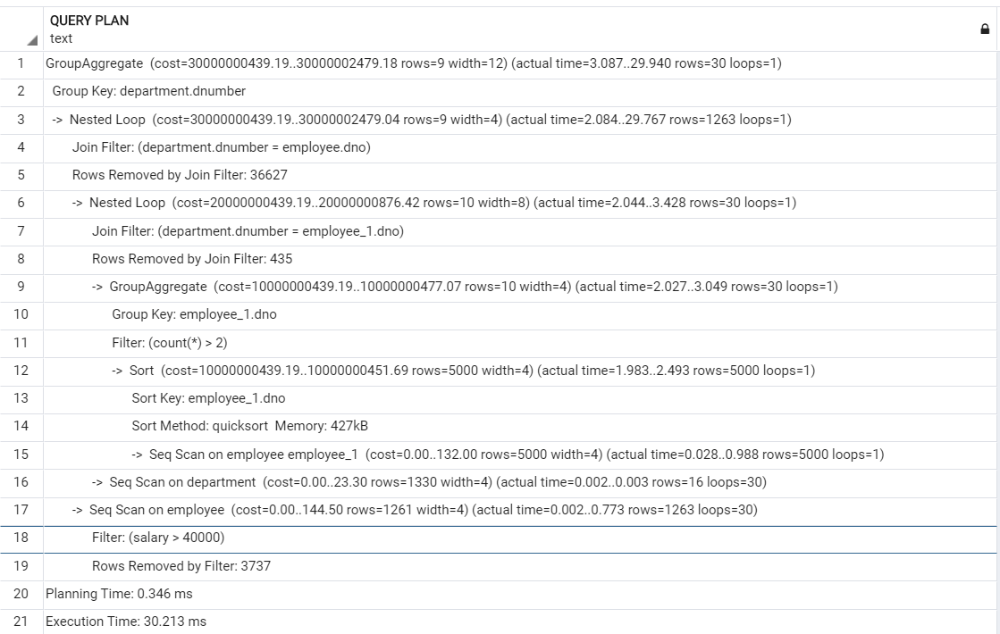 QUERY PLAN
text
1 GroupAggregate (cost=30000000439.19..30000002479.18 rows=9 width=12) (actual time=3.087..29.940 rows=30 loops=1)
2 Group Key: department.dnumber
3 -> Nested Loop (cost=30000000439.19..30000002479.04 rows=9 width=4) (actual time=2.084..29.767 rows=1263 loops=1)
4 Join Filter: (department.dnumber = employee.dno)
5 Rows Removed by Join Filter: 36627
6 -> Nested Loop (cost=20000000439.19..20000000876.42 rows=10 width=8) (actual time=2.044..3.428 rows=30 loops=1)
7 Join Filter: (department.dnumber = employee_1.dno)
8 Rows Removed by Join Filter: 435
9 -> GroupAggregate (cost=10000000439.19..10000000477.07 rows=10 width=4) (actual time=2.027..3.049 rows=30 loops=1)
10 Group Key: employee_1.dno
11 Filter: (count(*) > 2)
12 -> Sort (cost=10000000439.19..10000000451.69 rows=5000 width=4) (actual time=1.983..2.493 rows=5000 loops=1)
13 Sort Key: employee_1.dno
14 Sort Method: quicksort Memory: 427kB
15 -> Seq Scan on employee employee_1 (cost=0.00..132.00 rows=5000 width=4) (actual time=0.028..0.988 rows=5000 loops=1)
16 -> Seq Scan on department (cost=0.00..23.30 rows=1330 width=4) (actual time=0.002..0.003 rows=16 loops=30)
17 -> Seq Scan on employee (cost=0.00..144.50 rows=1261 width=4) (actual time=0.002..0.773 rows=1263 loops=30)
18 Filter: (salary > 40000)
19 Rows Removed by Filter: 3737
20 Planning Time: 0.346 ms
21 Execution Time: 30.213 ms